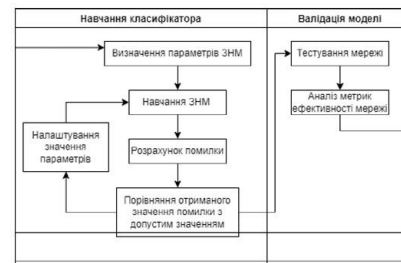 Навчання класифікатора
Валідація моделі
Визначення параметрів ЗНМ
Навчання ЗНМ
Налаштування
значення
параметрів
Розрахунок помилки
Порівняння отриманого
значення помилки з
допустим значенням
Тестування мережі
Аналіз метрик
ефективності мережі